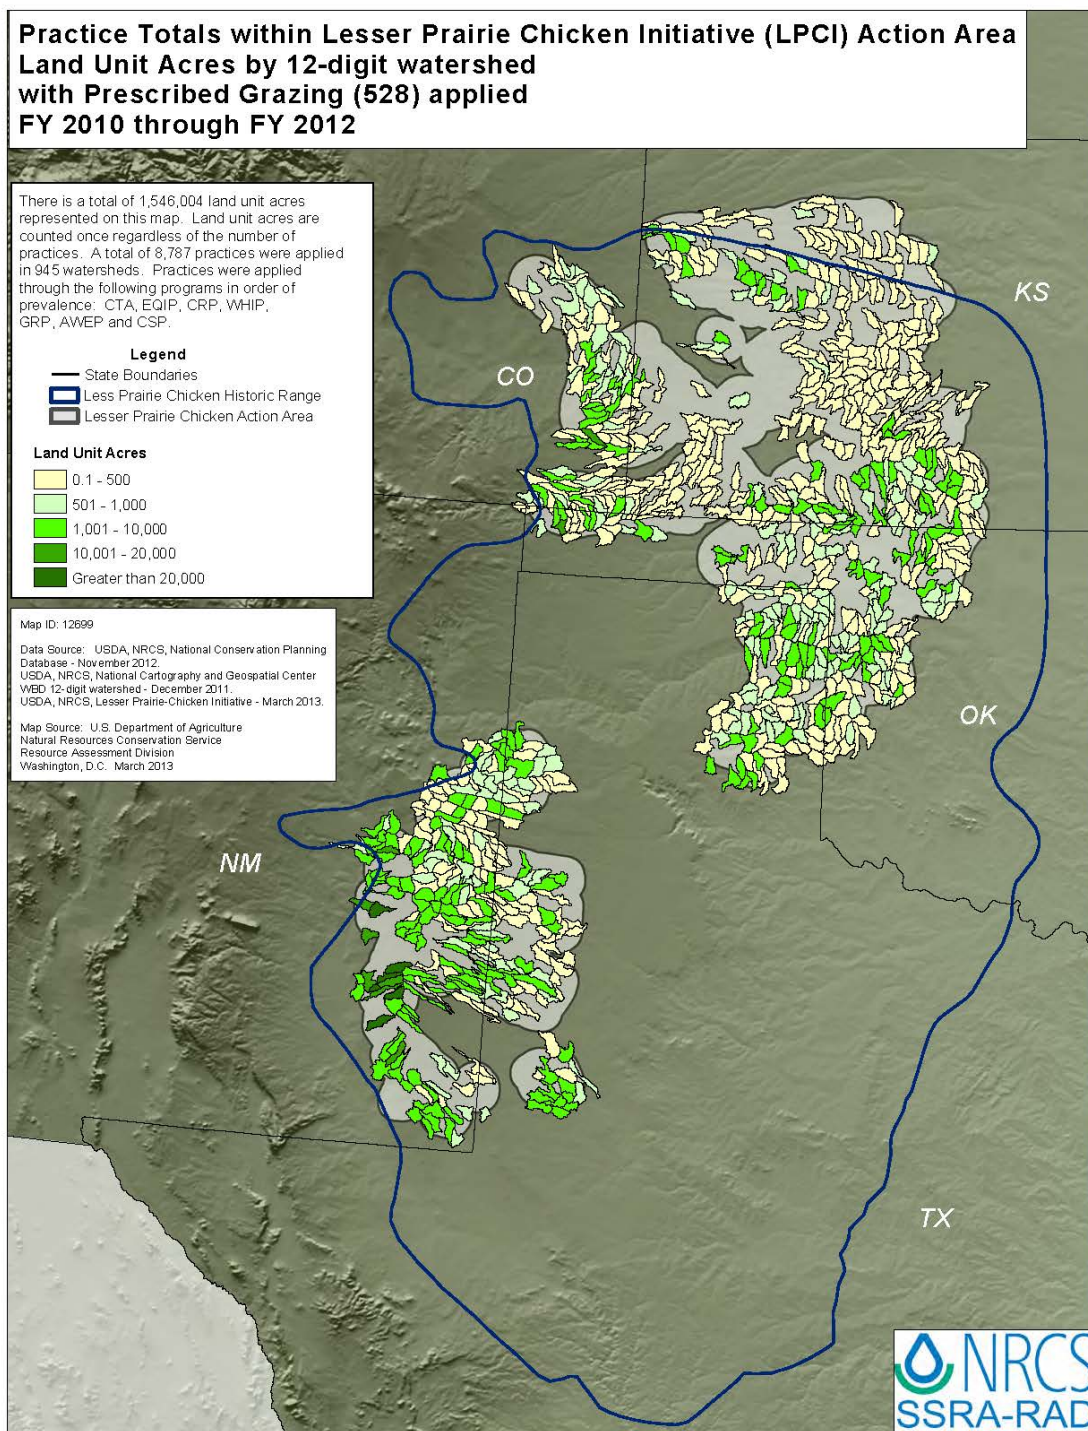 Practice Totals within Lesser Prairie Chicken Initiative (LPCI) Action Area
Land Unit Acres by 12-digit watershed
with Prescribed Grazing (528) applied
FY 2010 through FY 2012
There is a total of 1,546,004 land unit acres
represented on this map. Land unit acres are
counted once regardless of the number of
practices. A total of 8,787 practices were applied
in 945 watersheds. Practices were applied
through the following programs in order of
prevalence: CTA, EQIP, CRP, WHIP,
GRP, AWEP and CSP.
Legend
State Boundaries
Less Prairie Chicken Historic Range
Lesser Prairie Chicken Action Area
Land Unit Acres
0.1 - 500
501 - 1,000
1,001 - 10,000
10,001 - 20,000
Greater than 20,000
Map ID: 12699
Data Source: USDA, NRCS, National Conservation Planning
Database - November 2012.
USDA, NRCS, National Cartography and Geospatial Center
WBD 12-digit watershed - December 2011.
USDA, NRCS, Lesser Prairie-Chicken Initiative - March 2013.
Map Source: U.S. Department of Agriculture
Natural Resources Conservation Service
Resource Assessment Division
Washington, D.C. March 2013
KS
CO
OK
NM
TX
NRCS
SSRA-RAD